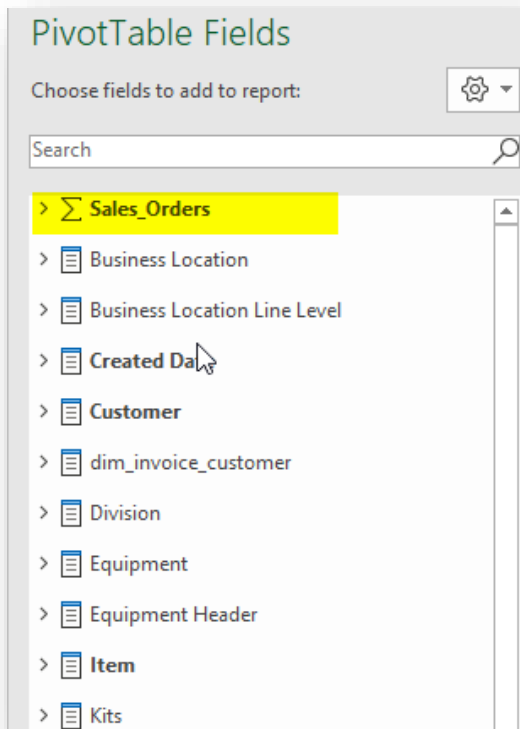 PivotTable Fields
Choose fields to add to report:
Search
Sales_Orders
Business Location
Business Location Line Level
Created Da
Customer
dim_invoice_customer
Division
Equipment
Equipment Header
Item
Kits